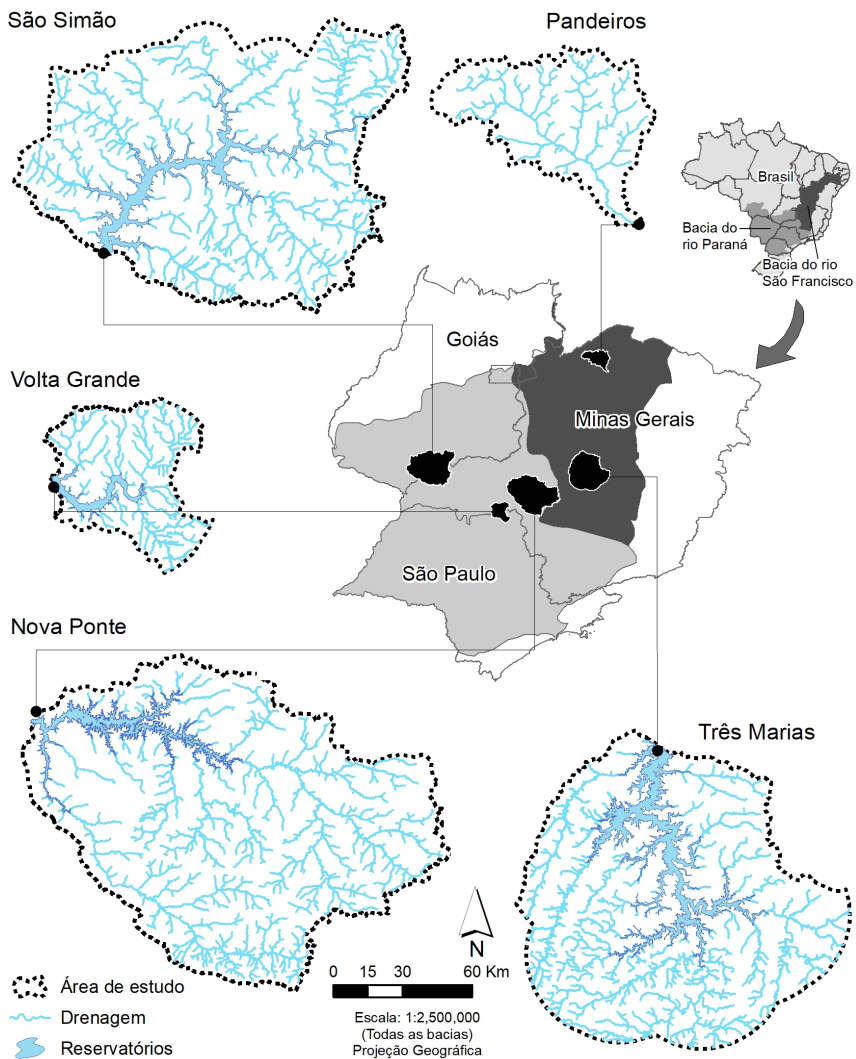 São Simão
Pandeiros
Brasil
Bacia do
rio Paraná
Bacia do rio
São Francisco
Goiás
Volta Grande
Minas Gerais
São Paulo
Nova Ponte
Três Marias
N
0 15 30 60 Km
Escala: 1:2,500,000
(Todas as bacias)
Projeção Geográfica
Área de estudo
Drenagem
Reservatórios